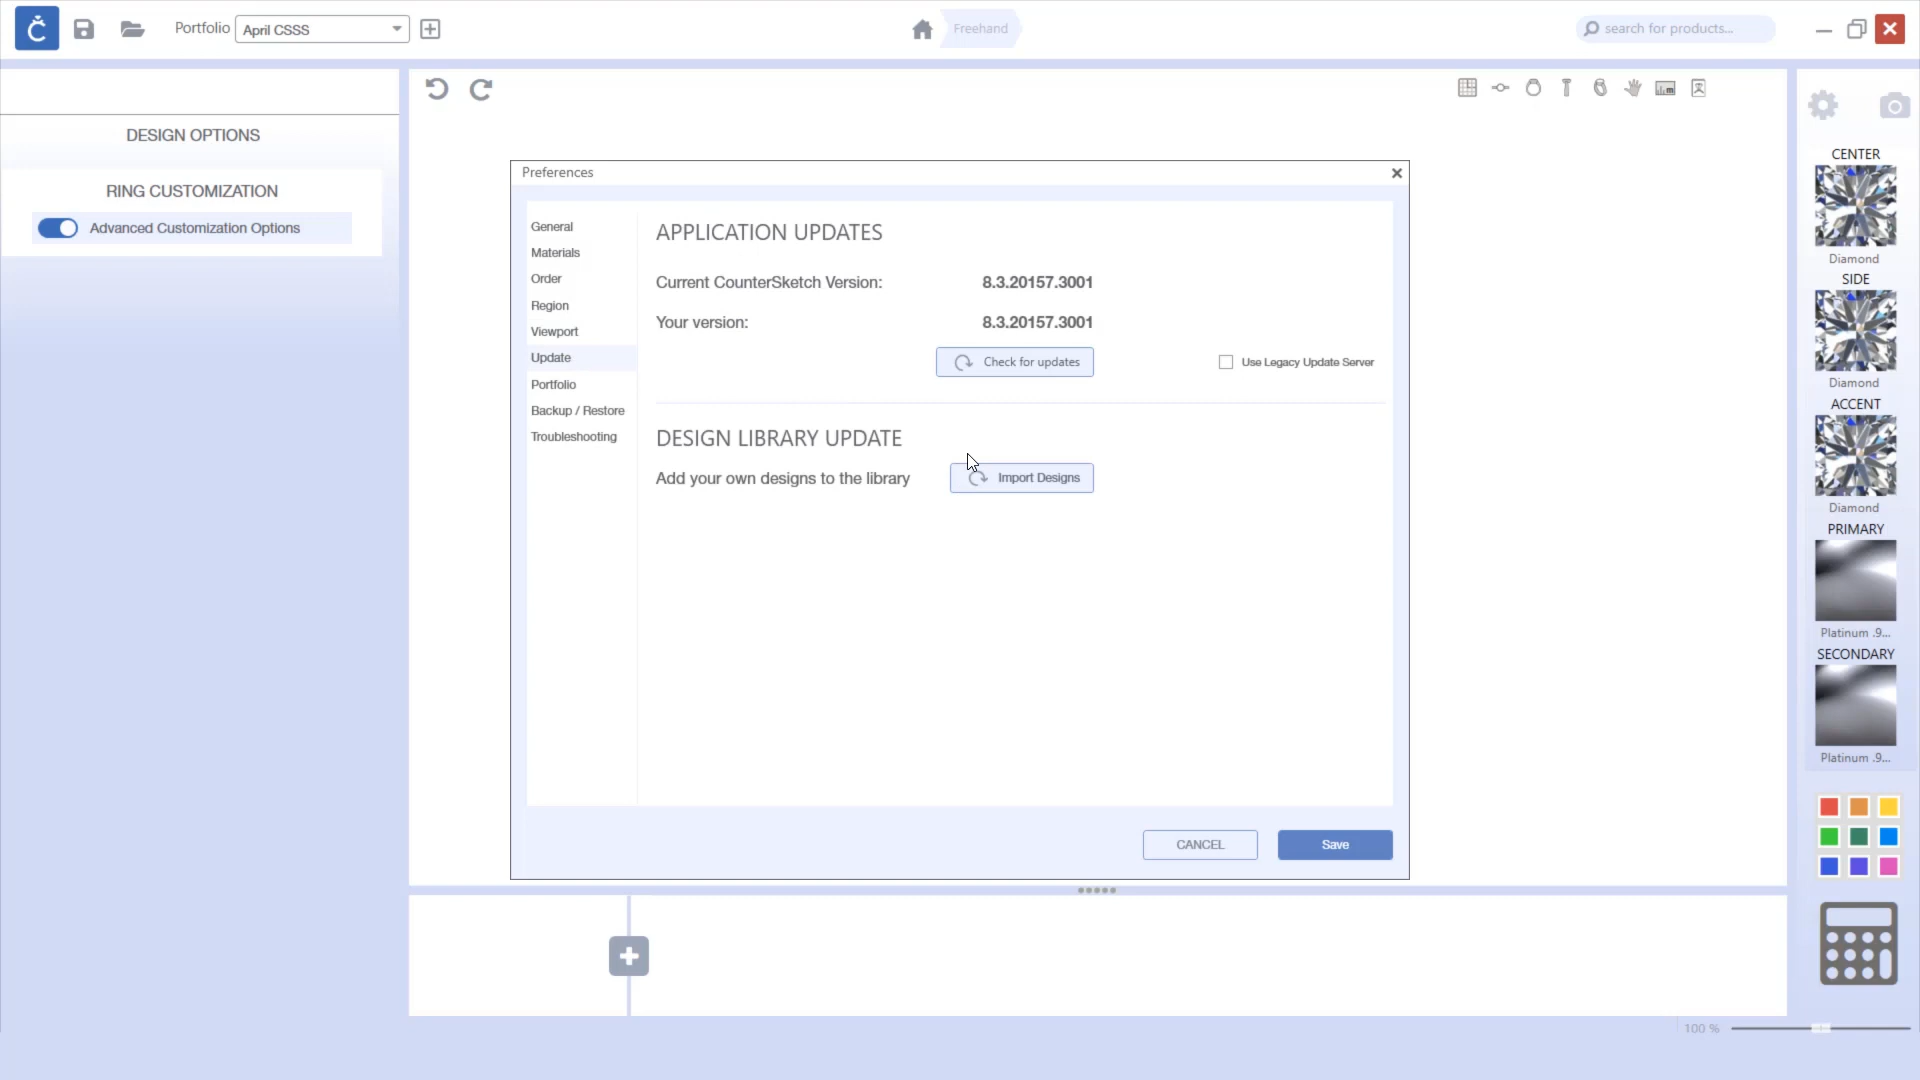 Č
Portfolio April CSSS
Freehand
search for products...
DESIGN OPTIONS
RING CUSTOMIZATION
Advanced Customization Options
Preferences
General
Materials
Order
Region
Viewport
Update
Portfolio
Backup / Restore
Troubleshooting
APPLICATION UPDATES
Current CounterSketch Version: 8.3.20157.3001
Your version: 8.3.20157.3001
Check for updates
Use Legacy Update Server
DESIGN LIBRARY UPDATE
Add your own designs to the library
Import Designs
CANCEL
Save
CENTER
Diamond
SIDE
Diamond
ACCENT
Diamond
PRIMARY
Platinum .9...
SECONDARY
Platinum .9...
100 %